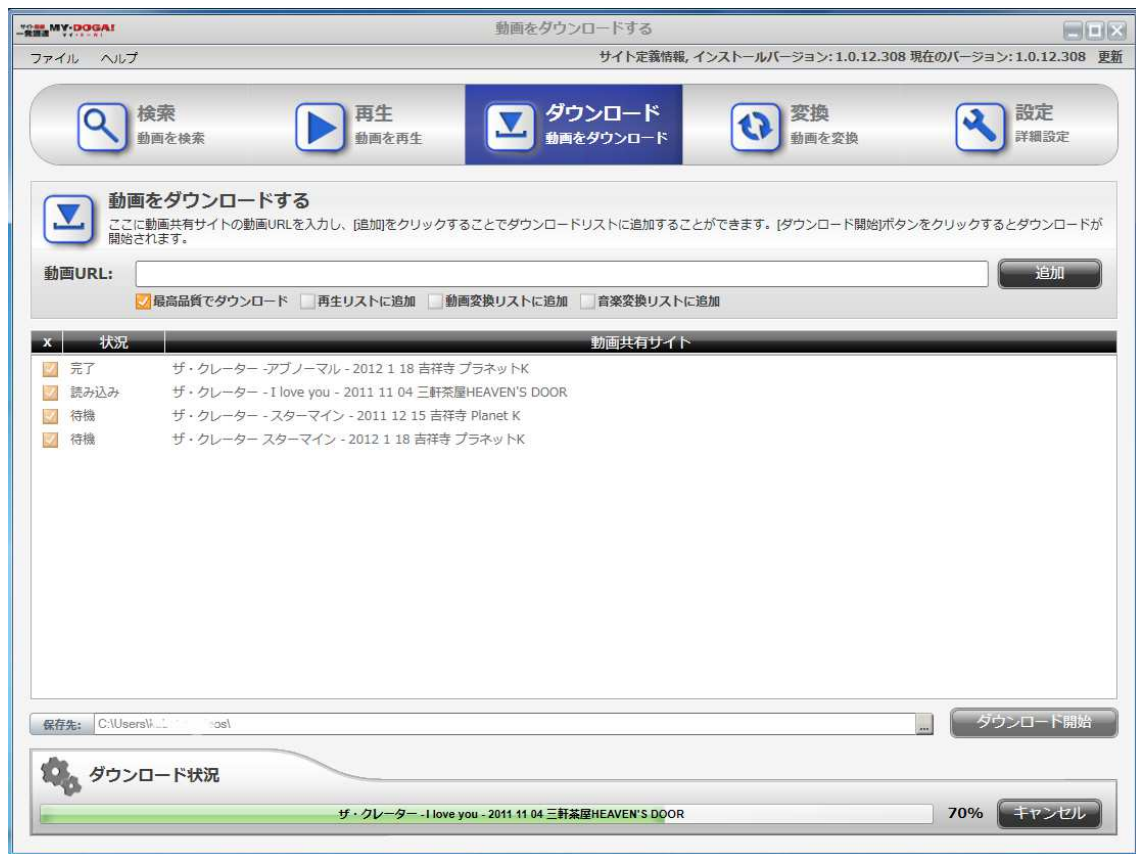 MY-DOGA!
動画をダウンロードする
ファイル ヘルプ
サイト定義情報, インストールバージョン:1.0.12.308 現在のバージョン:1.0.12.308 更新
検索
動画を検索
再生
動画を再生
ダウンロード
動画をダウンロード
変換
動画を変換
設定
詳細設定
動画をダウンロードする
ここに動画共有サイトの動画URLを入力し、[追加]をクリックすることでダウンロードリストに追加することができます。[ダウンロード開始]ボタンをクリックするとダウンロードが
開始されます。
動画URL:
追加
最高品質でダウンロード 再生リストに追加 動画変換リストに追加 音楽変換リストに追加
x 状況 動画共有サイト
完了 ザ・クレーター -アブノーマル - 2012 1 18 吉祥寺 プラネットK
読み込み ザ・クレーター - I love you - 2011 11 04 三軒茶屋HEAVEN'S DOOR
待機 ザ・クレーター - スターマイン - 2011 12 15 吉祥寺 Planet K
待機 ザ・クレーター スターマイン - 2012 1 18 吉祥寺 プラネットK
保存先: C:\Users\ os\ ... ダウンロード開始
ダウンロード状況
ザ・クレーター - I love you - 2011 11 04 三軒茶屋HEAVEN'S DOOR 70% キャンセル